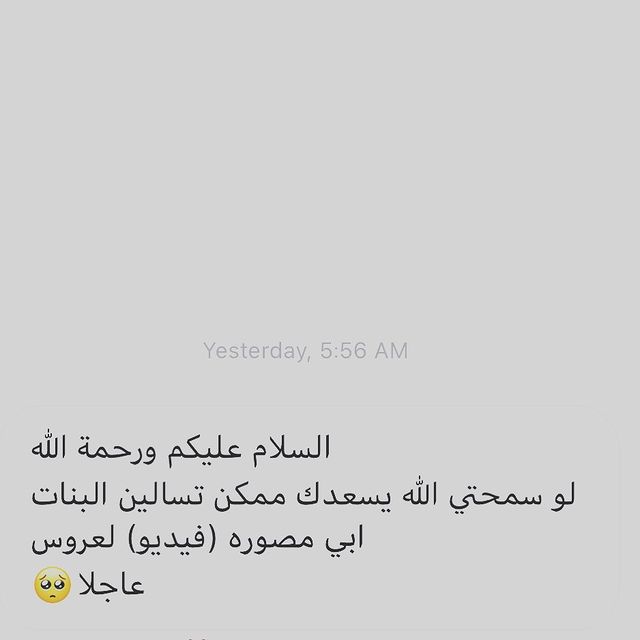 Yesterday, 5:56 AM
السلام عليكم ورحمة الله
لو سمحتي الله يسعدك ممكن تسالين البنات
ابي مصوره (فيديو) لعروس
عاجلا🥺